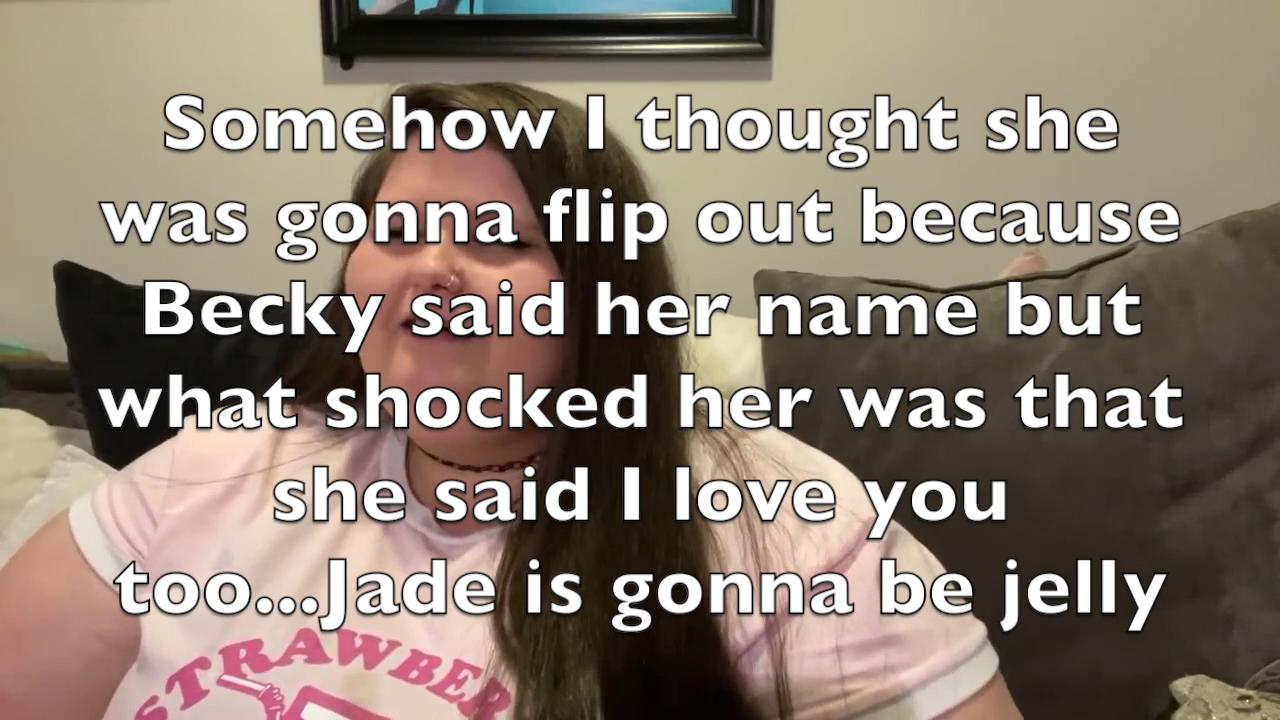 Somehow I thought she
was gonna flip out because
Becky said her name but
what shocked her was that
she said I love you
too...Jade is gonna be jelly
STRAWBER